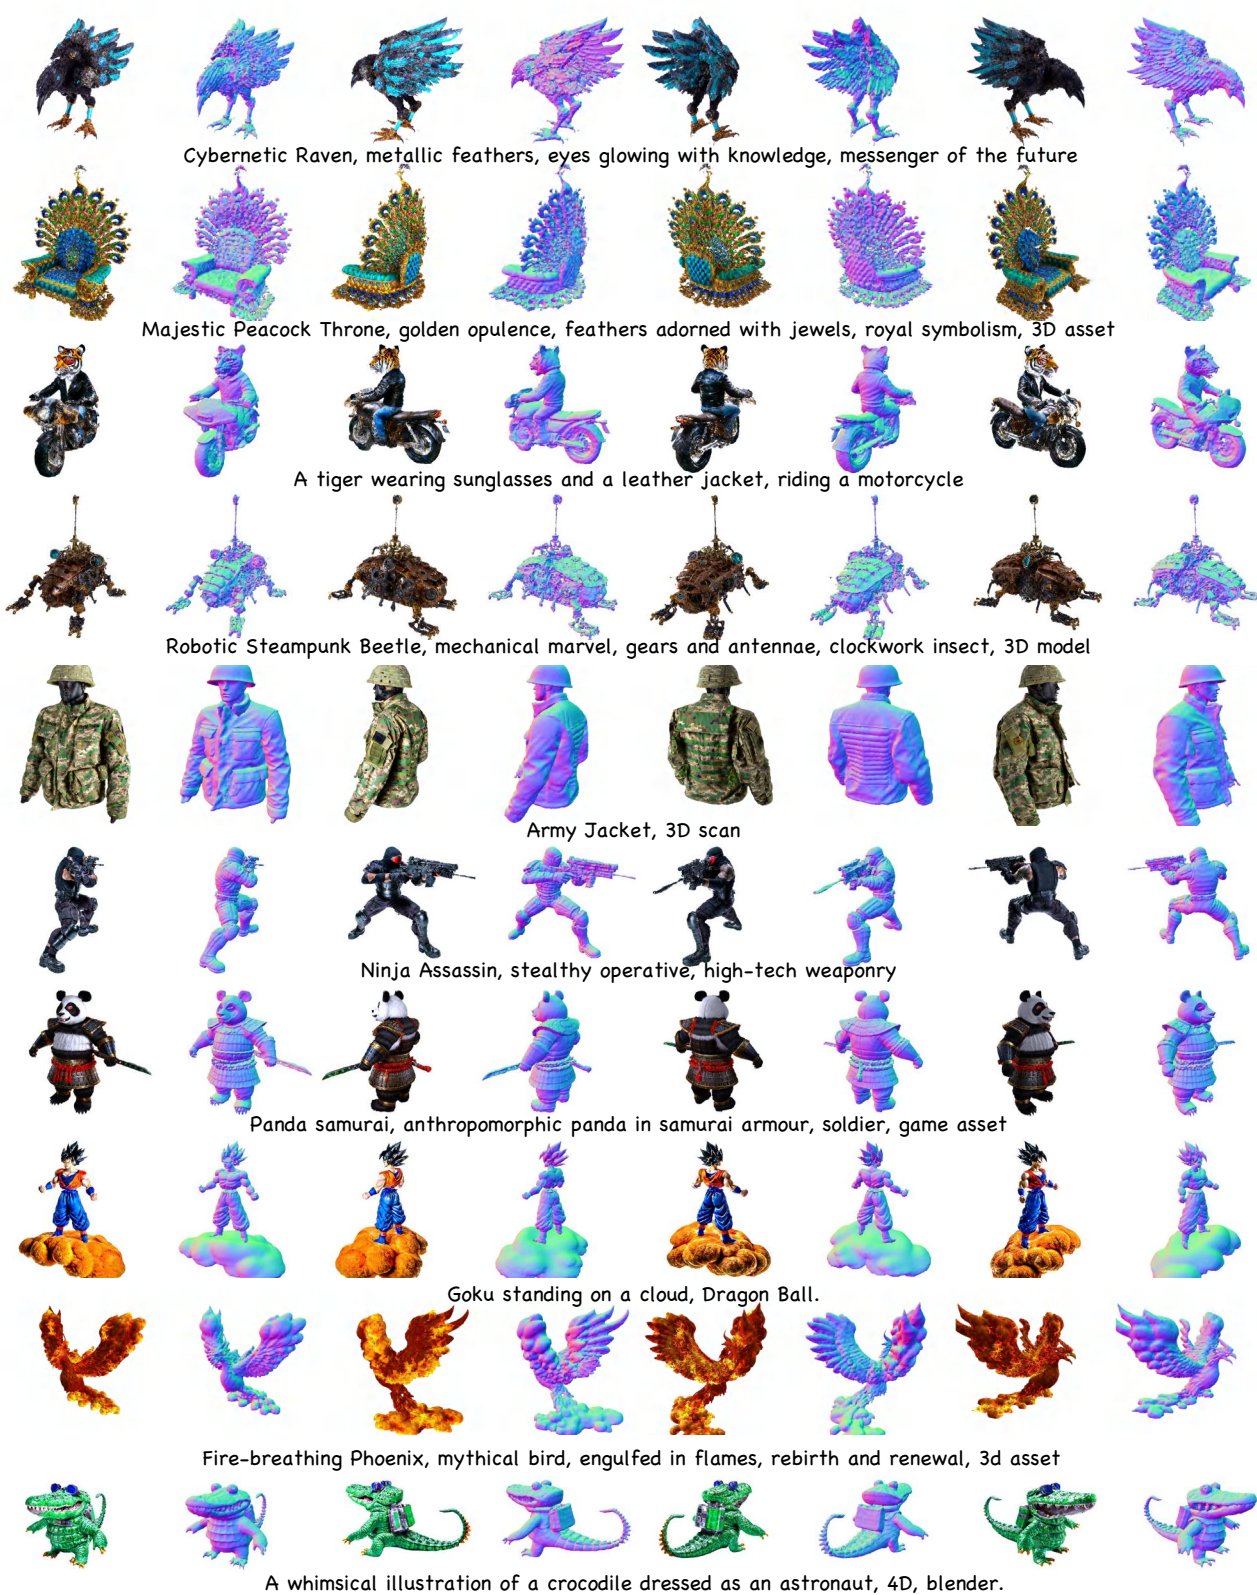 Cybernetic Raven, metallic feathers, eyes glowing with knowledge, messenger of the future
Majestic Peacock Throne, golden opulence, feathers adorned with jewels, royal symbolism, 3D asset
A tiger wearing sunglasses and a leather jacket, riding a motorcycle
Robotic Steampunk Beetle, mechanical marvel, gears and antennae, clockwork insect, 3D model
Army Jacket, 3D scan
Ninja Assassin, stealthy operative, high-tech weaponry
Panda samurai, anthropomorphic panda in samurai armour, soldier, game asset
Goku standing on a cloud, Dragon Ball.
Fire-breathing Phoenix, mythical bird, engulfed in flames, rebirth and renewal, 3d asset
A whimsical illustration of a crocodile dressed as an astronaut, 4D, blender.